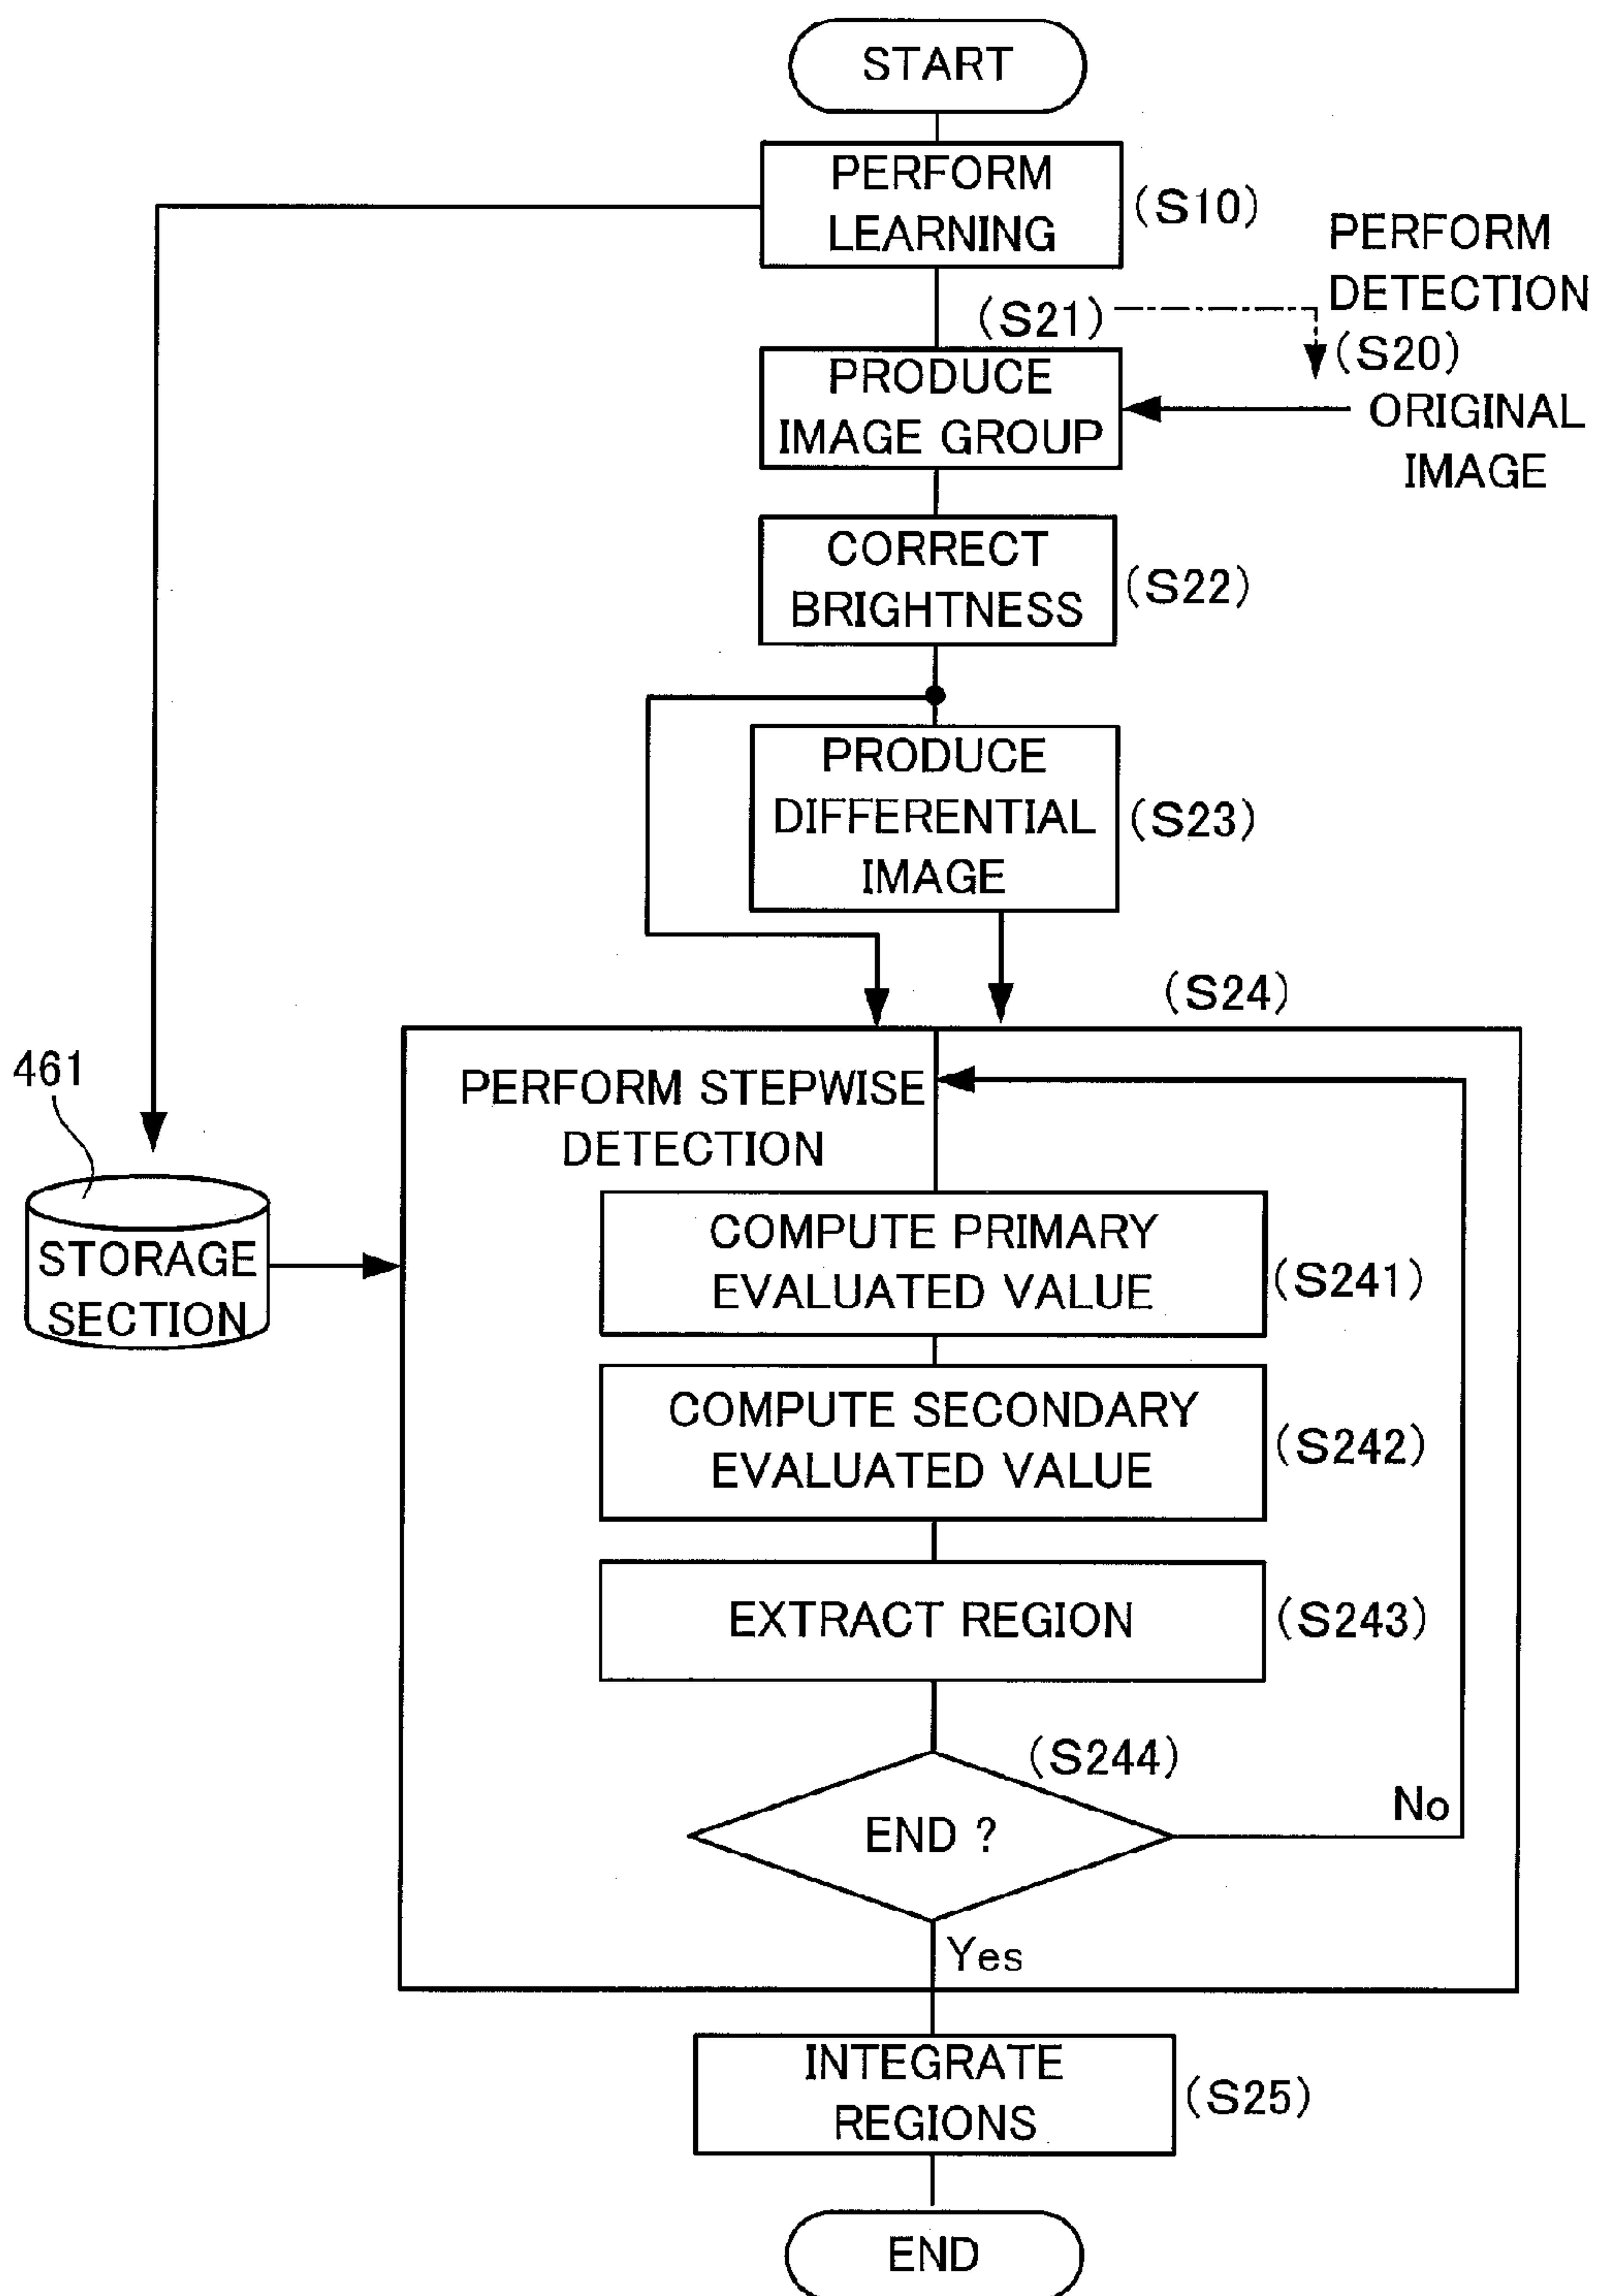 START
PERFORM
LEARNING
(S10)
PERFORM
DETECTION
(S20)
(S21)
PRODUCE
IMAGE GROUP
ORIGINAL
IMAGE
CORRECT
BRIGHTNESS
(S22)
PRODUCE
DIFFERENTIAL
IMAGE
(S23)
(S24)
461
STORAGE
SECTION
PERFORM STEPWISE
DETECTION
COMPUTE PRIMARY
EVALUATED VALUE
(S241)
COMPUTE SECONDARY
EVALUATED VALUE
(S242)
EXTRACT REGION
(S243)
(S244)
END ?
No
Yes
INTEGRATE
REGIONS
(S25)
END